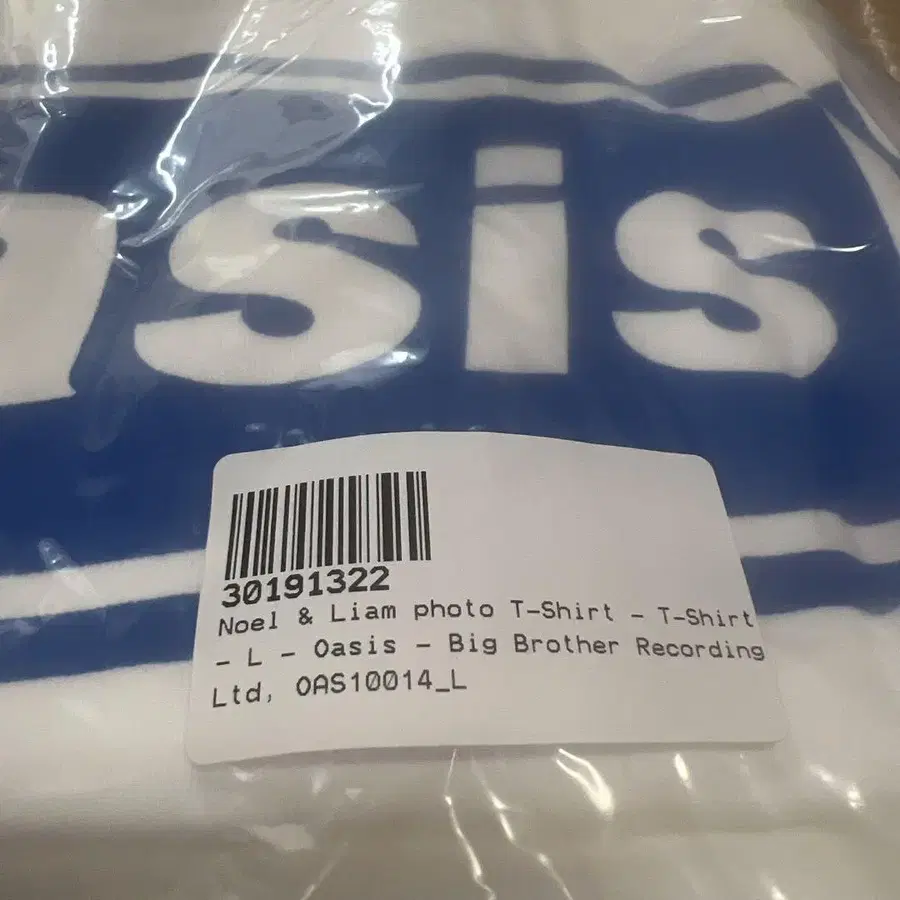 asis
30191322
Noel & Liam photo T-Shirt - T-Shirt
- L - Oasis - Big Brother Recording
Ltd, OAS10014_L